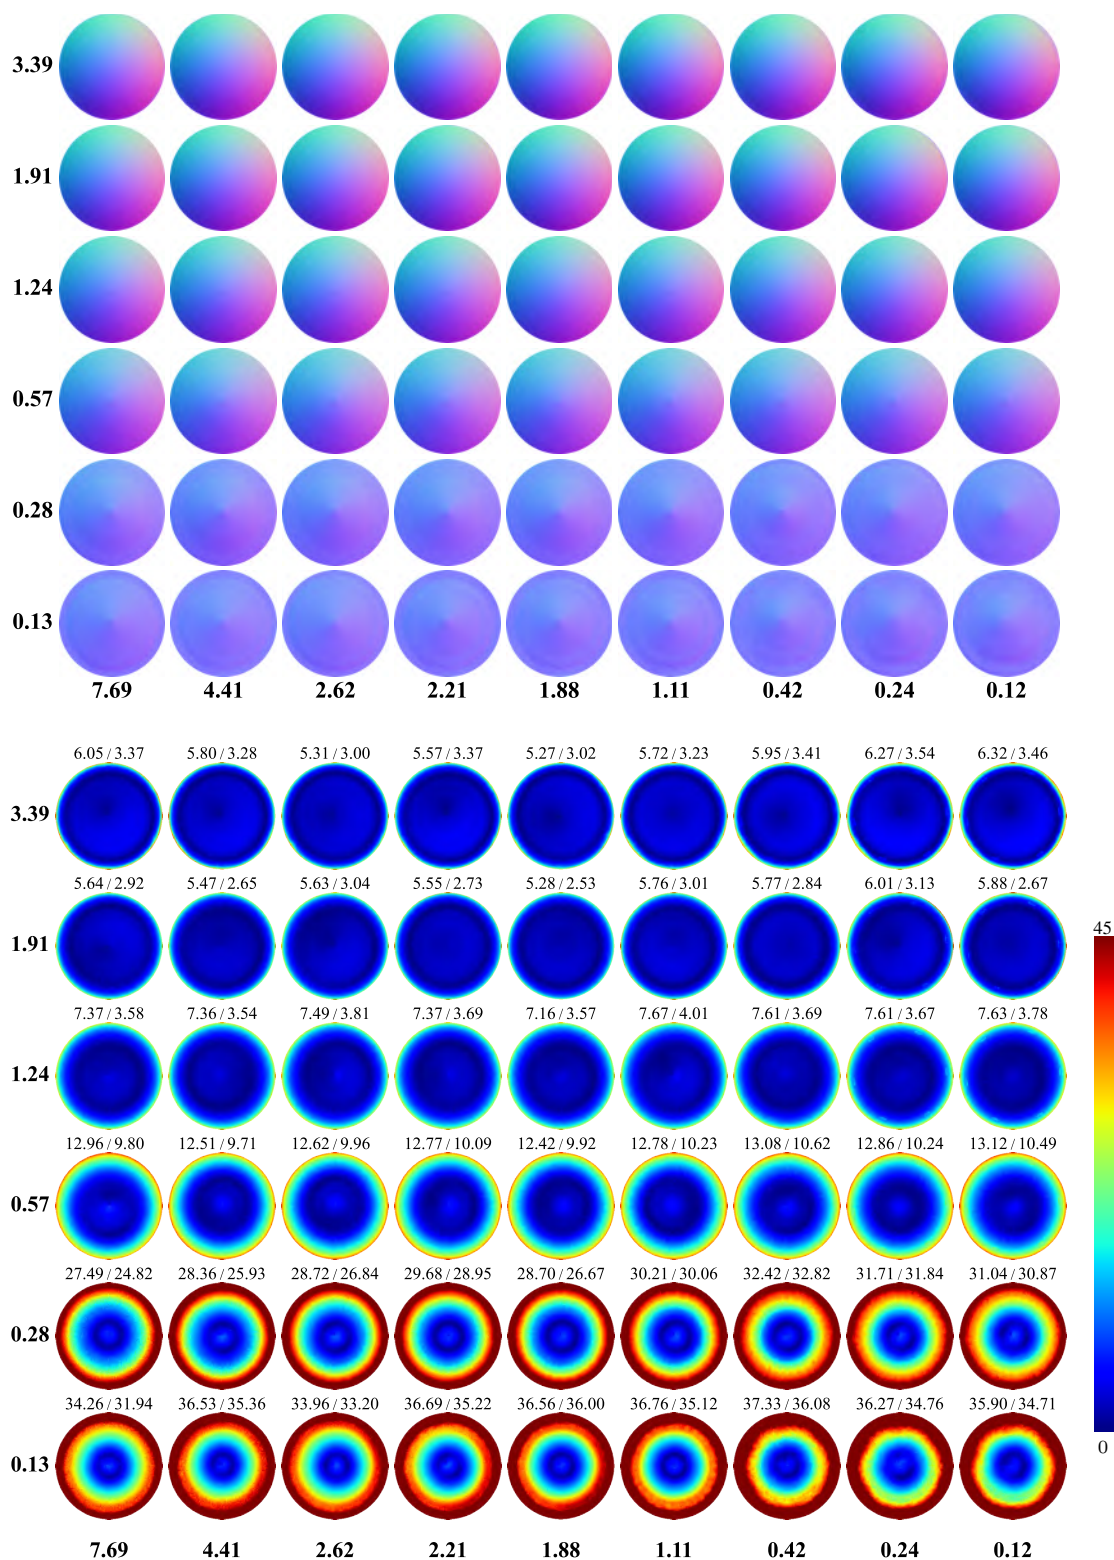 3.39
1.91
1.24
0.57
0.28
0.13
7.69 4.41 2.62 2.21 1.88 1.11 0.42 0.24 0.12
6.05 / 3.37 5.80 / 3.28 5.31 / 3.00 5.57 / 3.37 5.27 / 3.02 5.72 / 3.23 5.95 / 3.41 6.27 / 3.54 6.32 / 3.46
3.39
5.64 / 2.92 5.47 / 2.65 5.63 / 3.04 5.55 / 2.73 5.28 / 2.53 5.76 / 3.01 5.77 / 2.84 6.01 / 3.13 5.88 / 2.67
45
1.91
7.37 / 3.58 7.36 / 3.54 7.49 / 3.81 7.37 / 3.69 7.16 / 3.57 7.67 / 4.01 7.61 / 3.69 7.61 / 3.67 7.63 / 3.78
1.24
12.96 / 9.80 12.51 / 9.71 12.62 / 9.96 12.77 / 10.09 12.42 / 9.92 12.78 / 10.23 13.08 / 10.62 12.86 / 10.24 13.12 / 10.49
0.57
27.49 / 24.82 28.36 / 25.93 28.72 / 26.84 29.68 / 28.95 28.70 / 26.67 30.21 / 30.06 32.42 / 32.82 31.71 / 31.84 31.04 / 30.87
0.28
34.26 / 31.94 36.53 / 35.36 33.96 / 33.20 36.69 / 35.22 36.56 / 36.00 36.76 / 35.12 37.33 / 36.08 36.27 / 34.76 35.90 / 34.71
0
0.13
7.69 4.41 2.62 2.21 1.88 1.11 0.42 0.24 0.12